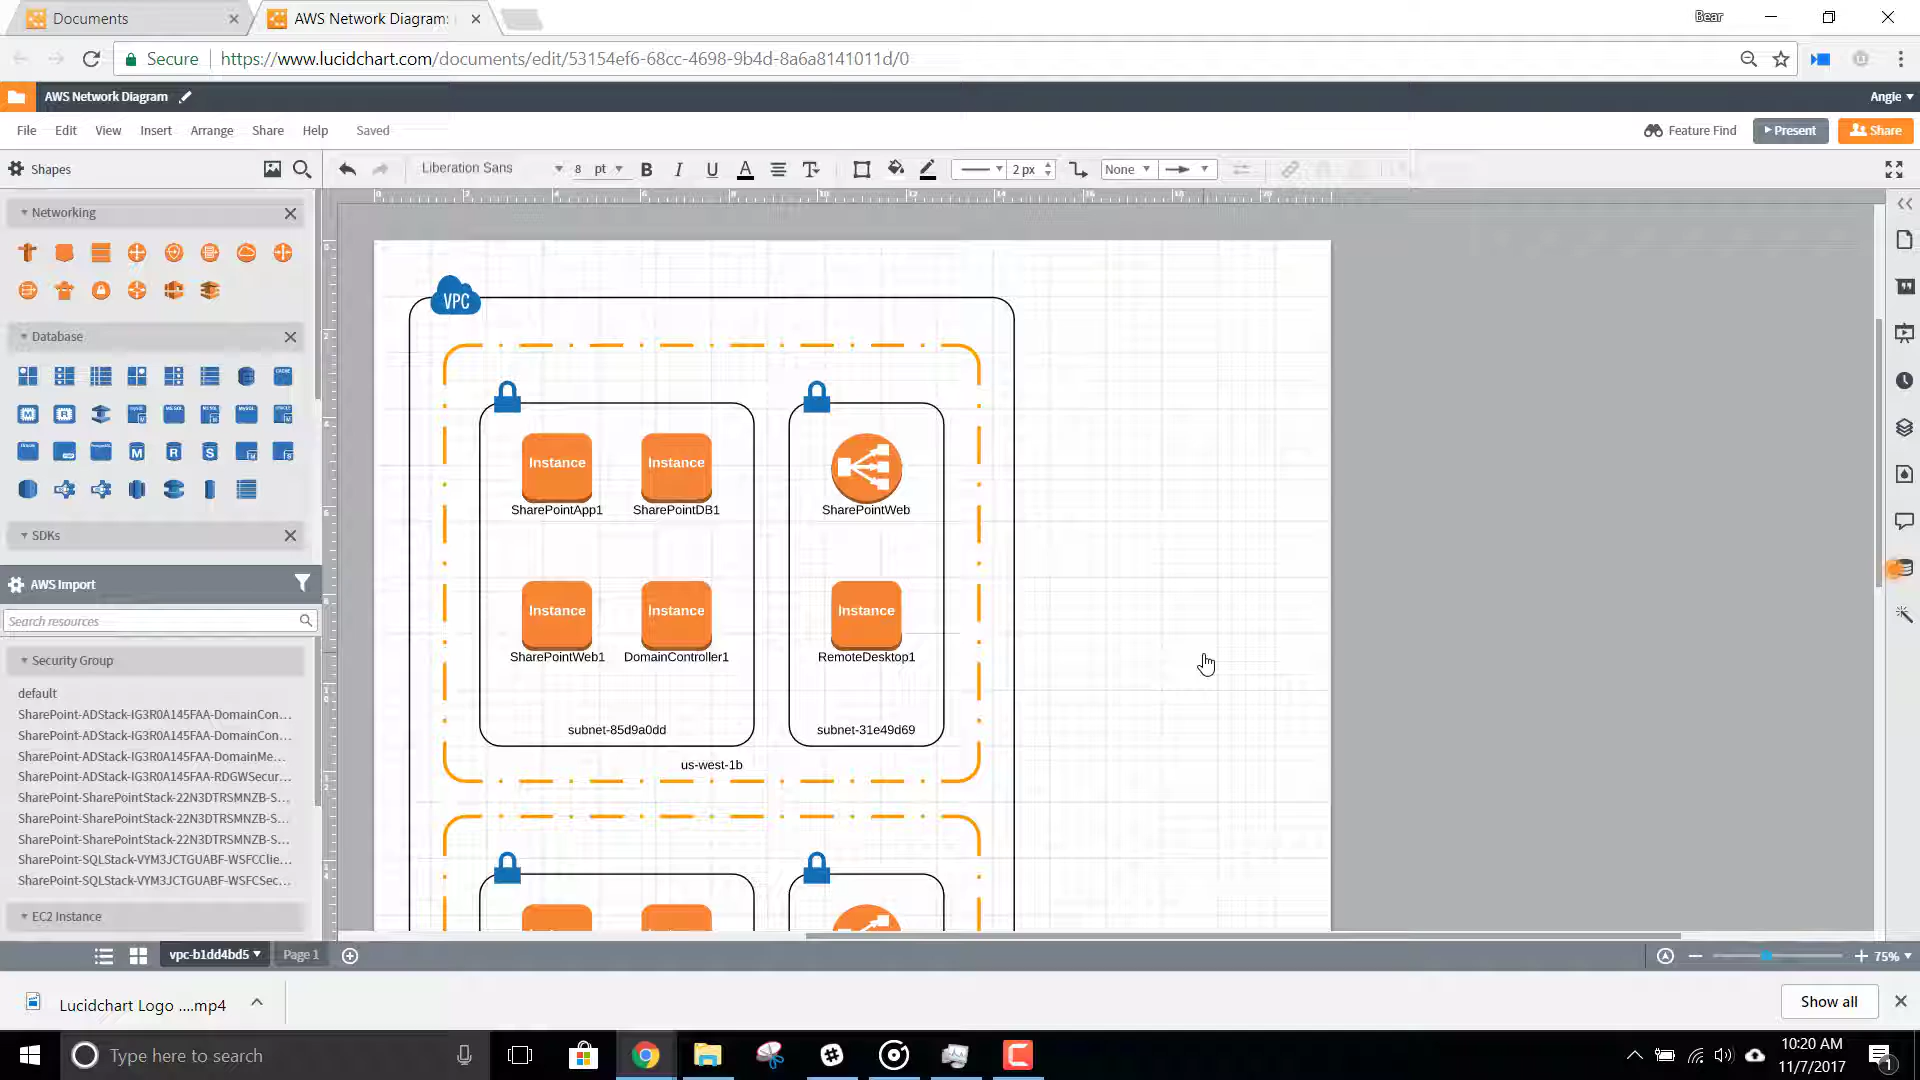 Documents
AWS Network Diagram:
Bear
Secure
https://www.lucidchart.com/documents/edit/53154ef6-68cc-4698-9b4d-8a6a8141011d/0
AWS Network Diagram
Angie
File Edit View Insert Arrange Share Help Saved
Feature Find
Present
Share
Shapes
Liberation Sans
8 pt
B I U A T
2 px
None
Networking
Database
SDKs
AWS Import
Search resources
Security Group
default
SharePoint-ADStack-IG3R0A145FAA-DomainCon...
SharePoint-ADStack-IG3R0A145FAA-DomainCon...
SharePoint-ADStack-IG3R0A145FAA-DomainMe...
SharePoint-ADStack-IG3R0A145FAA-RDGWSecur...
SharePoint-SharePointStack-22N3DTRSMNZB-S...
SharePoint-SharePointStack-22N3DTRSMNZB-S...
SharePoint-SharePointStack-22N3DTRSMNZB-S...
SharePoint-SQLStack-VYM3JCTGUABF-WSFCClie...
SharePoint-SQLStack-VYM3JCTGUABF-WSFCSec...
EC2 Instance
VPC
Instance
SharePointApp1
Instance
SharePointDB1
SharePointWeb
Instance
SharePointWeb1
Instance
DomainController1
Instance
RemoteDesktop1
subnet-85d9a0dd
subnet-31e49d69
us-west-1b
vpc-b1dd4bd5
Page 1
75%
Lucidchart Logo ....mp4
Show all
Type here to search
10:20 AM
11/7/2017
1